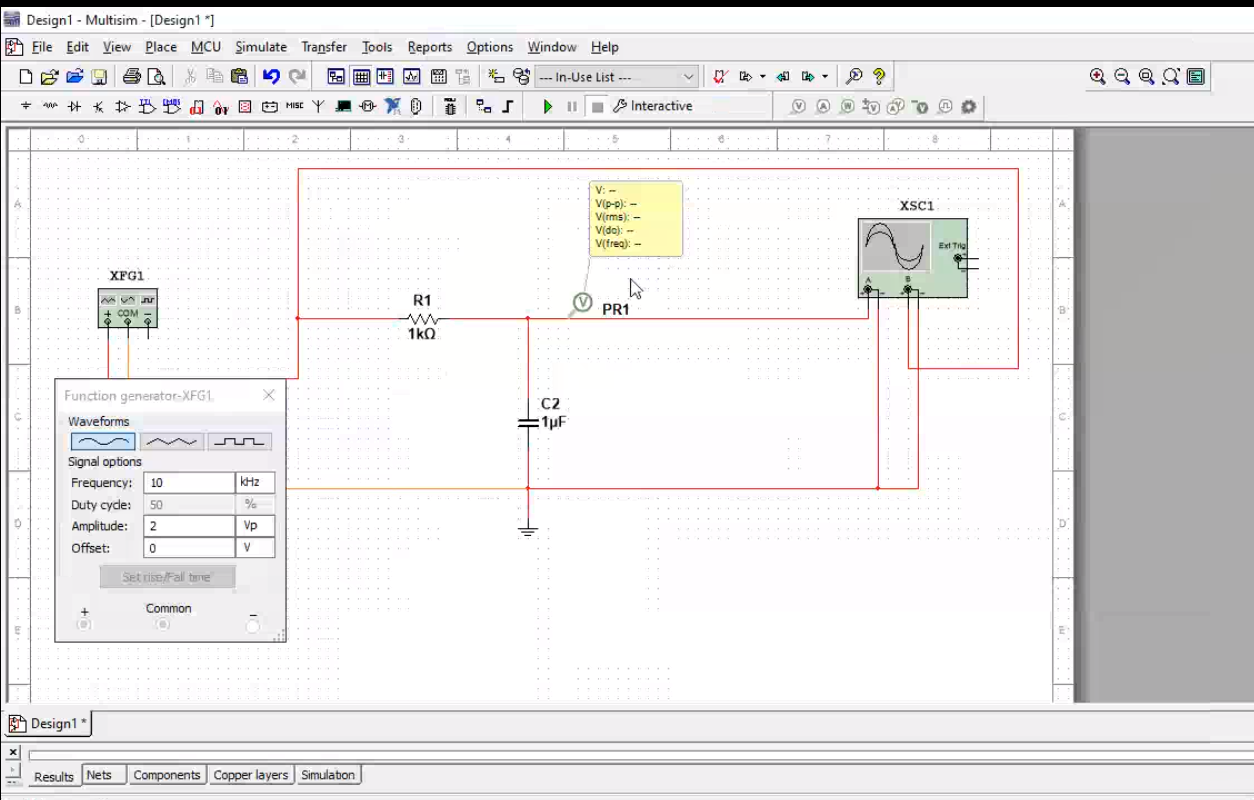 Design1 - Multisim - [Design1 *]
File Edit View Place MCU Simulate Transfer Tools Reports Options Window Help
--- In-Use List ---
MISC
Interactive
0 1 2 3 4 5 6 7 8
A
B
C
D
E
V: --
V(p-p): --
V(rms): --
V(dc): --
V(freq): --
XSC1
Ext Trig
A
B
XFG1
COM
R1
1kΩ
V
PR1
C2
1µF
Function generator-XFG1
Waveforms
Signal options
Frequency: 10 kHz
Duty cycle: 50 %
Amplitude: 2 Vp
Offset: 0 V
Set rise/Fall time
+ Common -
A
B
C
D
E
Design1 *
Results Nets Components Copper layers Simulation